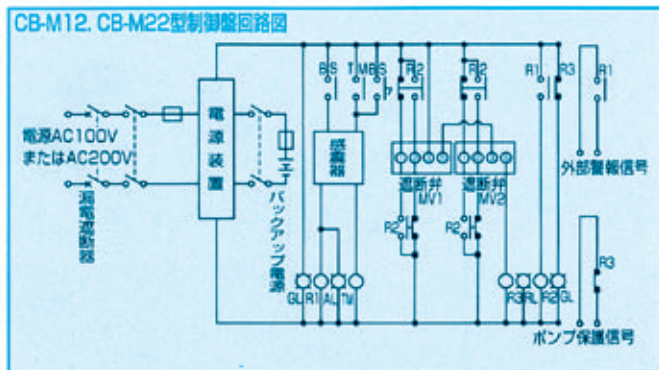 CB-M12. CB-M22型制御盤回路図
BS
T
MBS
R2
R2
R1
R3
R1
電源AC100V
またはAC200V
電源装置
感震器
遮断弁
MV1
遮断弁
MV2
外部警報信号
漏電遮断器
バックアップ電源
R2
R2
R3
GL
R1
AL
R3
RL
R2
GL
ポンプ保護信号